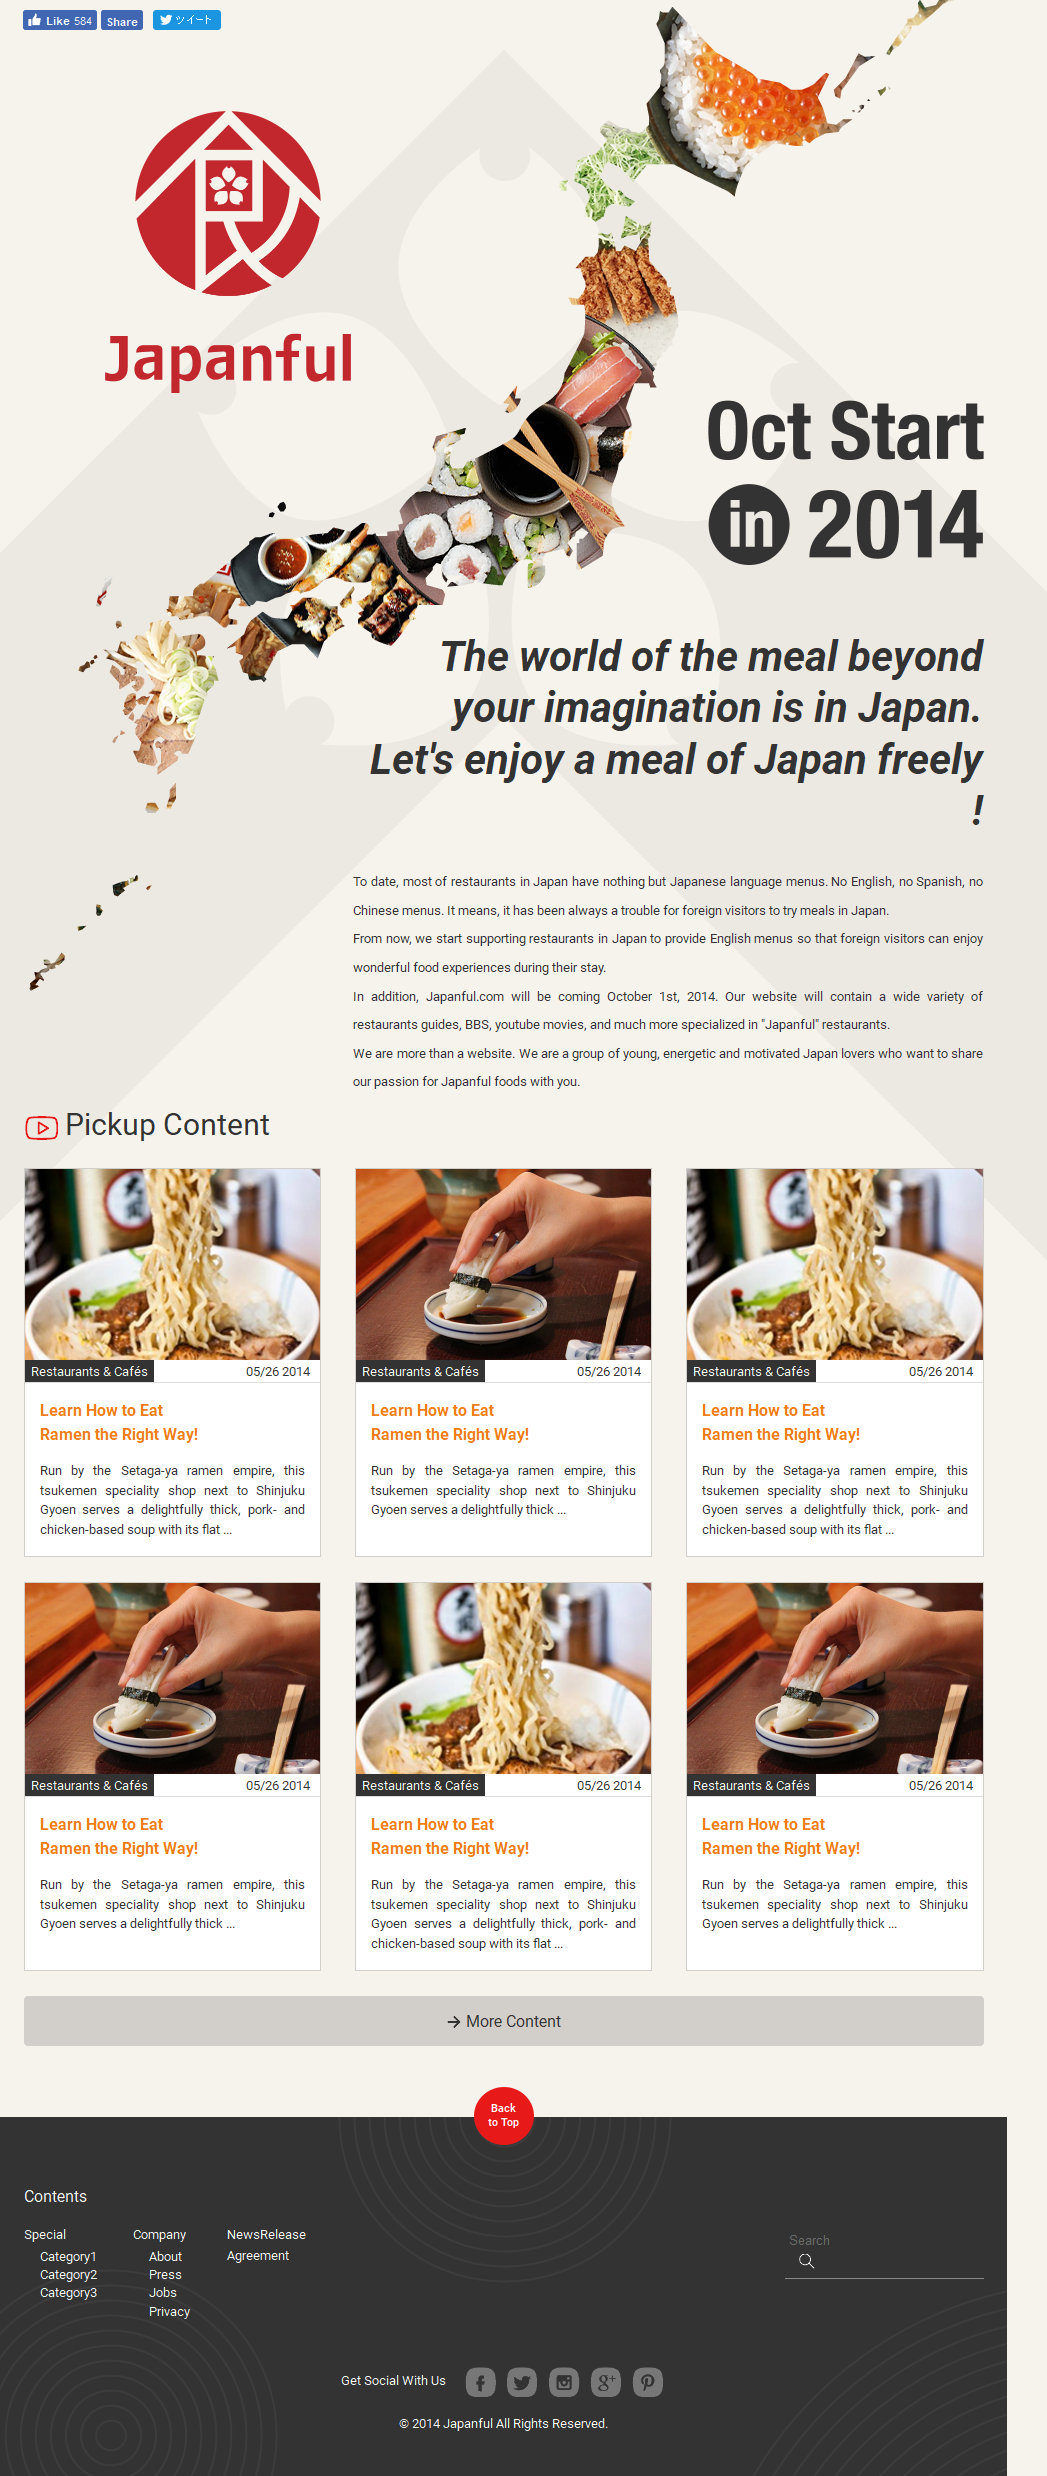 Like 584 Share ツイート
食
Japanful
Oct Start
in 2014
The world of the meal beyond
your imagination is in Japan.
Let's enjoy a meal of Japan freely
!
To date, most of restaurants in Japan have nothing but Japanese language menus. No English, no Spanish, no
Chinese menus. It means, it has been always a trouble for foreign visitors to try meals in Japan.
From now, we start supporting restaurants in Japan to provide English menus so that foreign visitors can enjoy
wonderful food experiences during their stay.
In addition, Japanful.com will be coming October 1st, 2014. Our website will contain a wide variety of
restaurants guides, BBS, youtube movies, and much more specialized in "Japanful" restaurants.
We are more than a website. We are a group of young, energetic and motivated Japan lovers who want to share
our passion for Japanful foods with you.
Pickup Content
Restaurants & Cafés 05/26 2014
Learn How to Eat
Ramen the Right Way!
Run by the Setaga-ya ramen empire, this
tsukemen speciality shop next to Shinjuku
Gyoen serves a delightfully thick, pork- and
chicken-based soup with its flat ...
Restaurants & Cafés 05/26 2014
Learn How to Eat
Ramen the Right Way!
Run by the Setaga-ya ramen empire, this
tsukemen speciality shop next to Shinjuku
Gyoen serves a delightfully thick ...
Restaurants & Cafés 05/26 2014
Learn How to Eat
Ramen the Right Way!
Run by the Setaga-ya ramen empire, this
tsukemen speciality shop next to Shinjuku
Gyoen serves a delightfully thick, pork- and
chicken-based soup with its flat ...
Restaurants & Cafés 05/26 2014
Learn How to Eat
Ramen the Right Way!
Run by the Setaga-ya ramen empire, this
tsukemen speciality shop next to Shinjuku
Gyoen serves a delightfully thick ...
Restaurants & Cafés 05/26 2014
Learn How to Eat
Ramen the Right Way!
Run by the Setaga-ya ramen empire, this
tsukemen speciality shop next to Shinjuku
Gyoen serves a delightfully thick, pork- and
chicken-based soup with its flat ...
Restaurants & Cafés 05/26 2014
Learn How to Eat
Ramen the Right Way!
Run by the Setaga-ya ramen empire, this
tsukemen speciality shop next to Shinjuku
Gyoen serves a delightfully thick ...
→ More Content
Back
to Top
Contents
Special
Category1
Category2
Category3
Company
About
Press
Jobs
Privacy
NewsRelease
Agreement
Search
Get Social With Us
© 2014 Japanful All Rights Reserved.